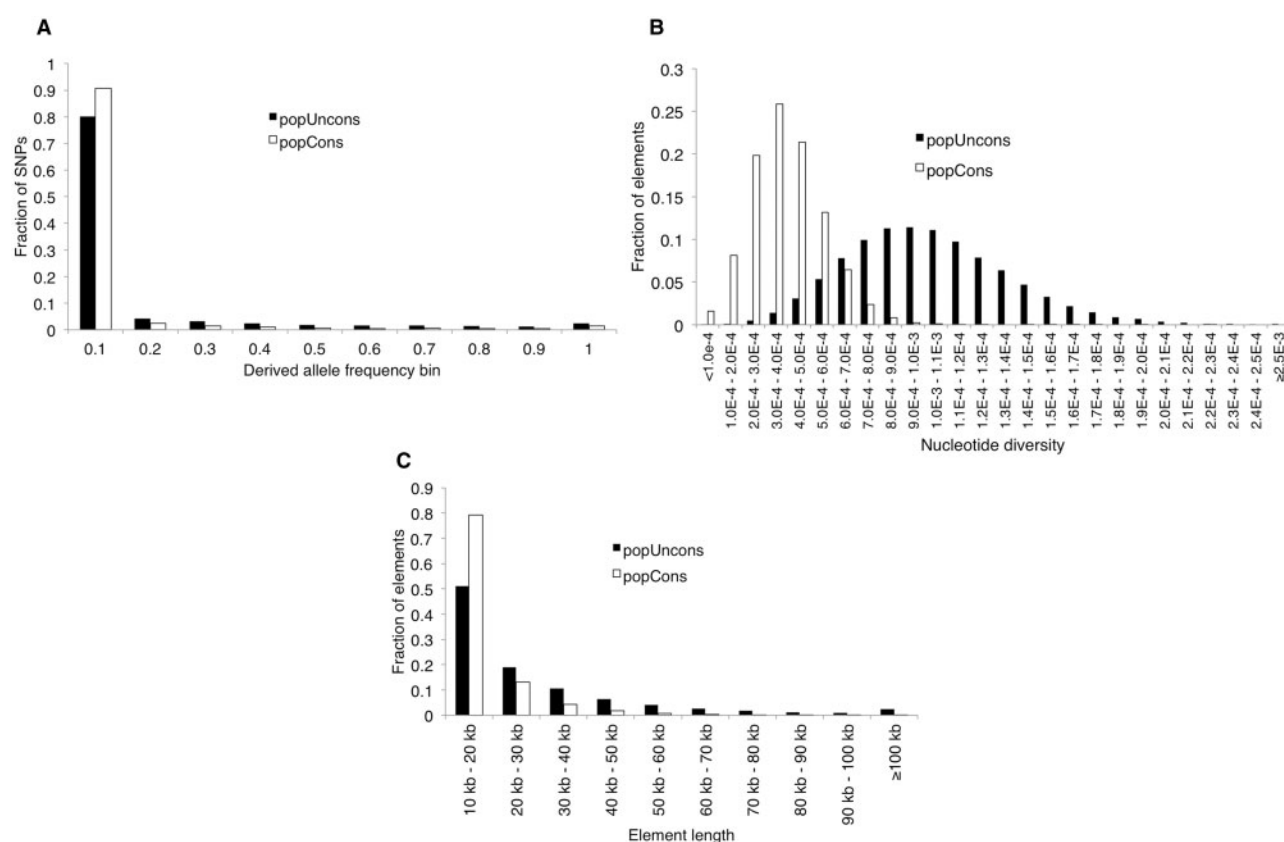 A
1
0.9
0.8
0.7
0.6
0.5
0.4
0.3
0.2
0.1
0
Fraction of SNPs
popUncons
popCons
0.1 0.2 0.3 0.4 0.5 0.6 0.7 0.8 0.9 1
Derived allele frequency bin
B
0.3
0.25
0.2
0.15
0.1
0.05
0
Fraction of elements
popUncons
popCons
<1.0e-4
1.0E-4 - 2.0E-4
2.0E-4 - 3.0E-4
3.0E-4 - 4.0E-4
4.0E-4 - 5.0E-4
5.0E-4 - 6.0E-4
6.0E-4 - 7.0E-4
7.0E-4 - 8.0E-4
8.0E-4 - 9.0E-4
9.0E-4 - 1.0E-3
1.0E-3 - 1.1E-3
1.1E-4 - 1.2E-4
1.2E-4 - 1.3E-4
1.3E-4 - 1.4E-4
1.4E-4 - 1.5E-4
1.5E-4 - 1.6E-4
1.6E-4 - 1.7E-4
1.7E-4 - 1.8E-4
1.8E-4 - 1.9E-4
1.9E-4 - 2.0E-4
2.0E-4 - 2.1E-4
2.1E-4 - 2.2E-4
2.2E-4 - 2.3E-4
2.3E-4 - 2.4E-4
2.4E-4 - 2.5E-4
≥2.5E-3
Nucleotide diversity
C
0.9
0.8
0.7
0.6
0.5
0.4
0.3
0.2
0.1
0
Fraction of elements
popUncons
popCons
10 kb - 20 kb
20 kb - 30 kb
30 kb - 40 kb
40 kb - 50 kb
50 kb - 60 kb
60 kb - 70 kb
70 kb - 80 kb
80 kb - 90 kb
90 kb - 100 kb
≥100 kb
Element length